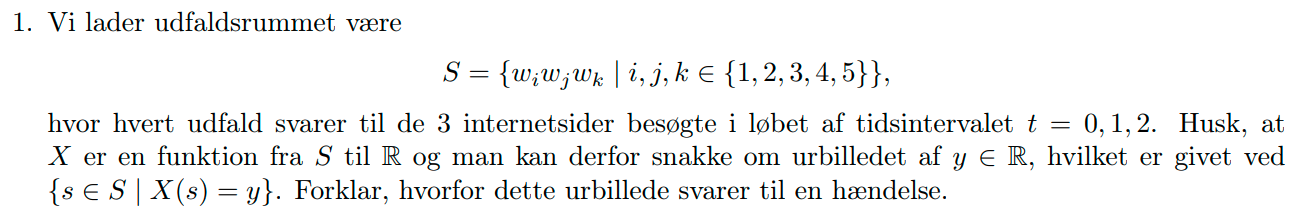 1. Vi lader udfaldsrummet være
S = {w_i w_j w_k | i, j, k ∈ {1, 2, 3, 4, 5}},
hvor hvert udfald svarer til de 3 internetsider besøgte i løbet af tidsintervalet t = 0, 1, 2. Husk, at
X er en funktion fra S til ℝ og man kan derfor snakke om urbilledet af y ∈ ℝ, hvilket er givet ved
{s ∈ S | X(s) = y}. Forklar, hvorfor dette urbillede svarer til en hændelse.